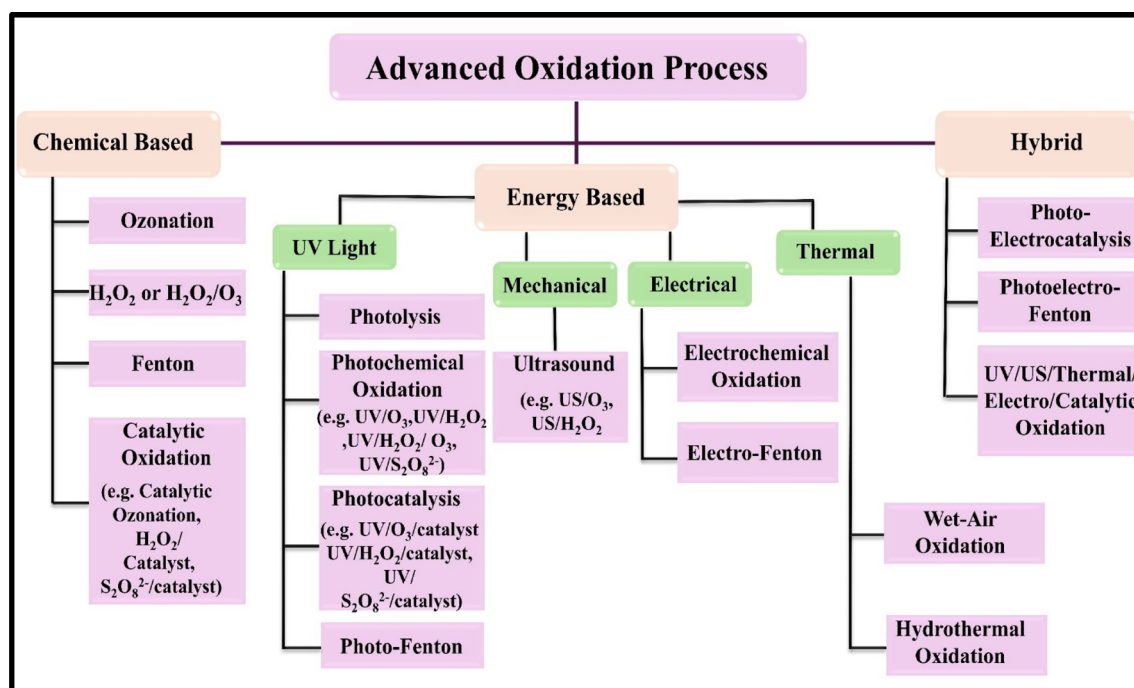 Advanced Oxidation Process
Chemical Based
Ozonation
H₂O₂ or H₂O₂/O₃
Fenton
Catalytic
Oxidation
(e.g. Catalytic
Ozonation,
H₂O₂/
Catalyst,
S₂O₈²⁻/catalyst)
Energy Based
UV Light
Photolysis
Photochemical
Oxidation
(e.g. UV/O₃,UV/H₂O₂
,UV/H₂O₂/ O₃,
UV/S₂O₈²⁻)
Photocatalysis
(e.g. UV/O₃/catalyst
UV/H₂O₂/catalyst,
UV/
S₂O₈²⁻/catalyst)
Photo-Fenton
Mechanical
Ultrasound
(e.g. US/O₃,
US/H₂O₂
Electrical
Electrochemical
Oxidation
Electro-Fenton
Thermal
Wet-Air
Oxidation
Hydrothermal
Oxidation
Hybrid
Photo-
Electrocatalysis
Photoelectro-
Fenton
UV/US/Thermal/
Electro/Catalytic
Oxidation